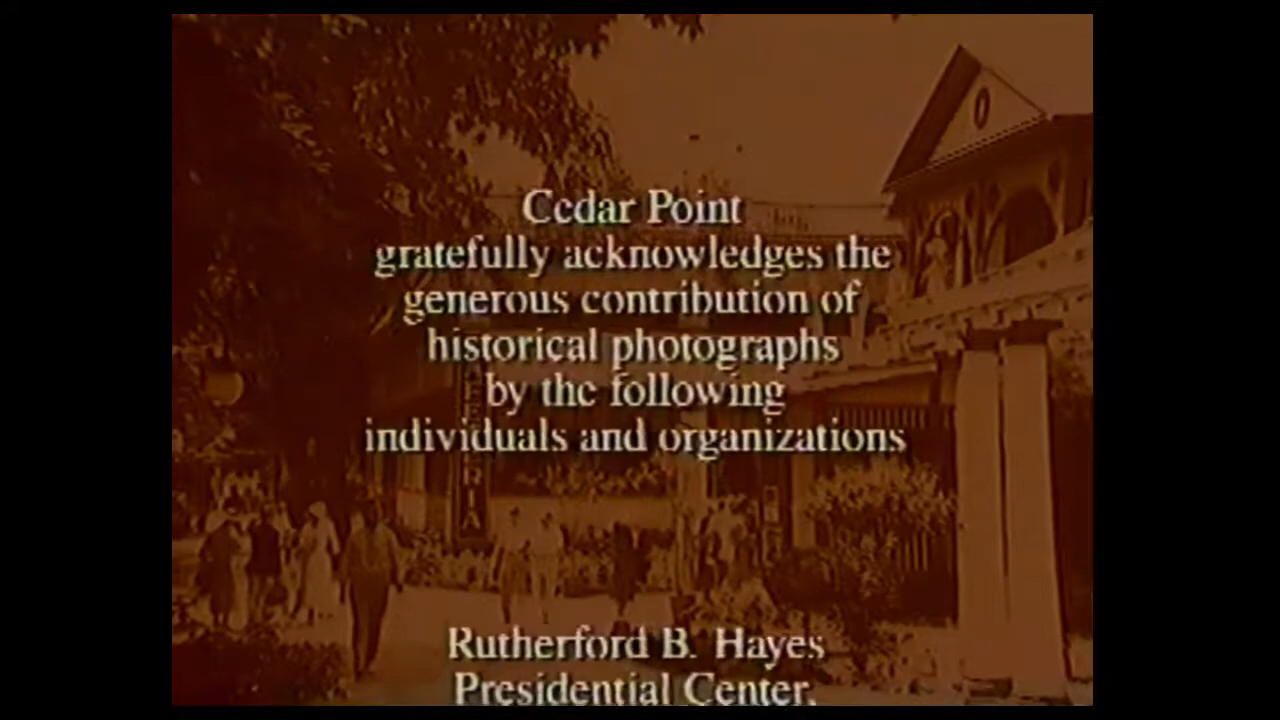 Cedar Point
gratefully acknowledges the
generous contribution of
historical photographs
by the following
individuals and organizations
Rutherford B. Hayes
Presidential Center,